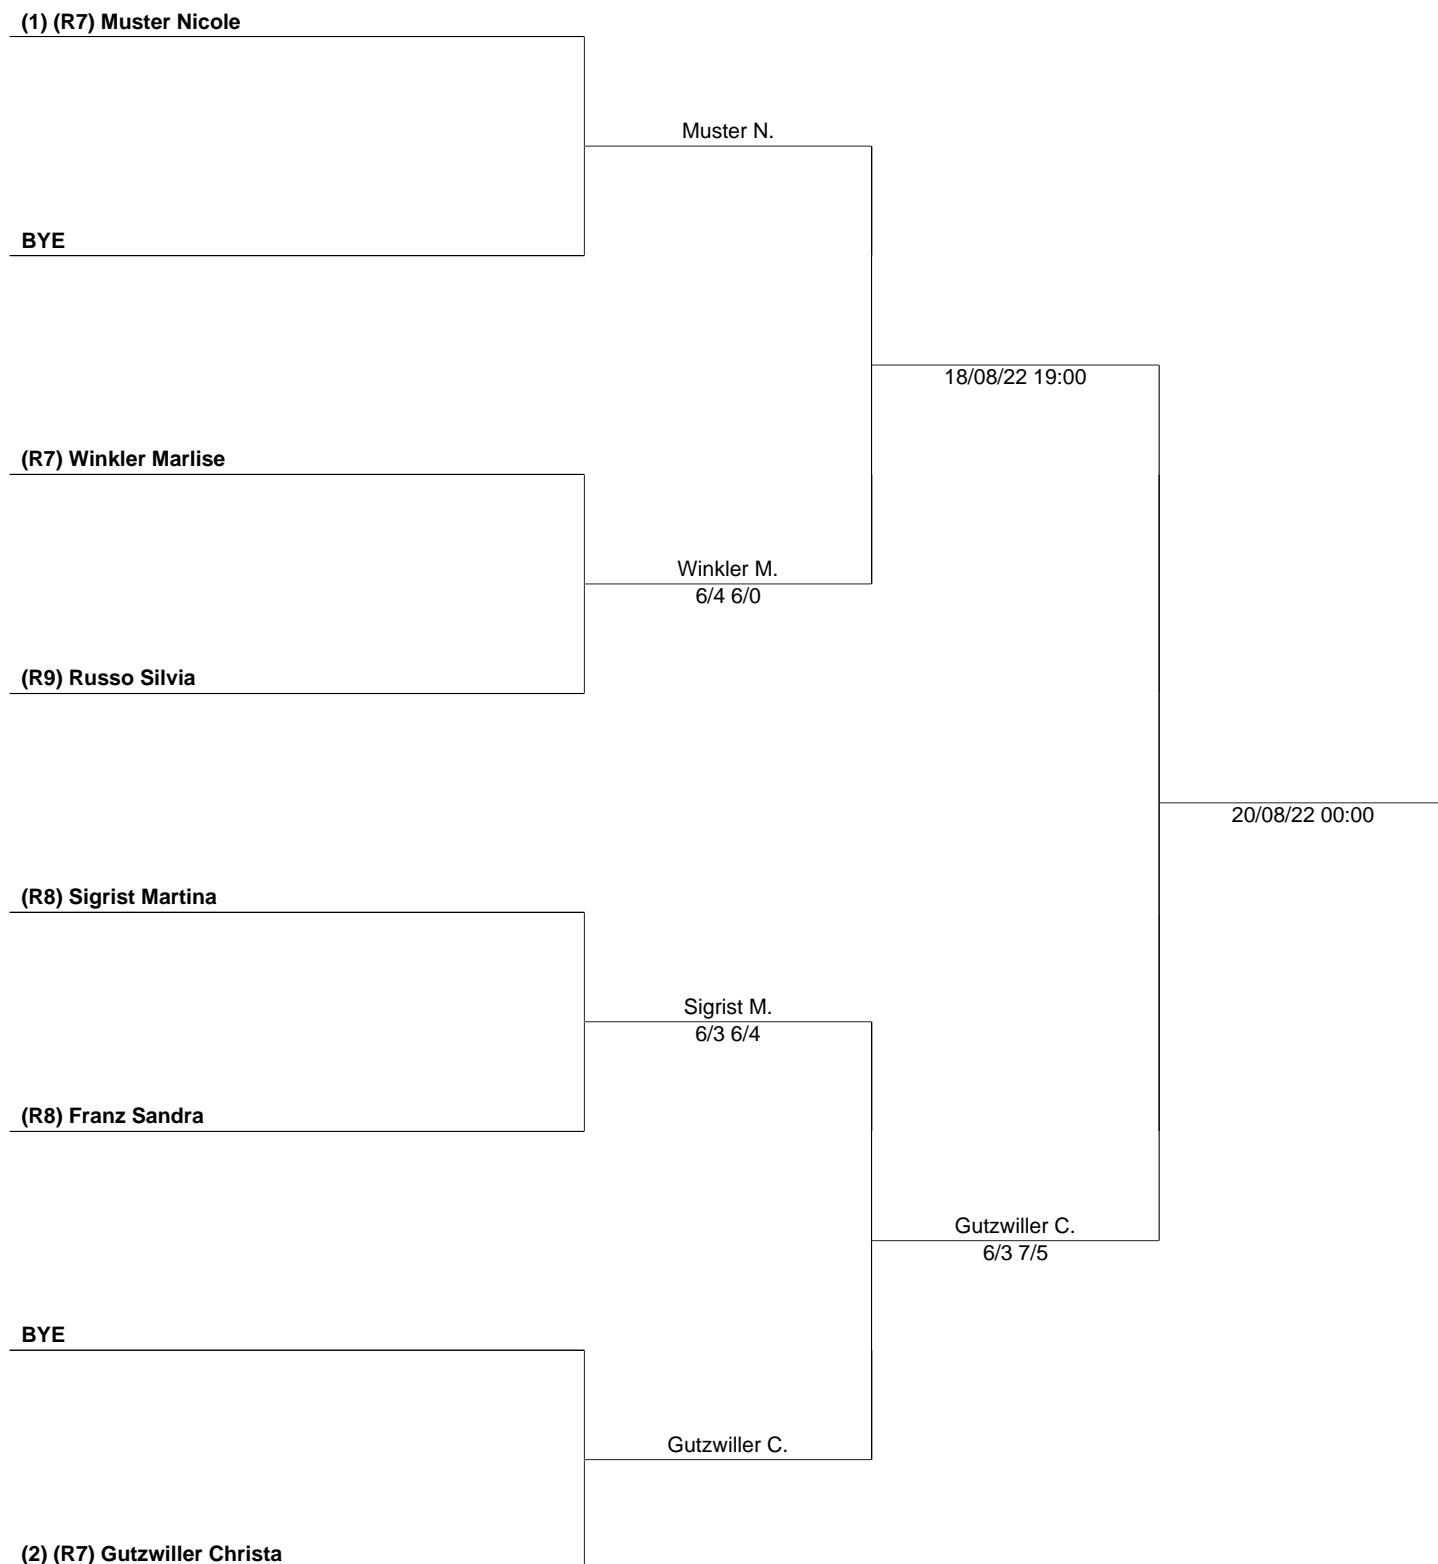 (1) (R7) Muster Nicole
Muster N.
BYE
18/08/22 19:00
(R7) Winkler Marlise
Winkler M.
6/4 6/0
(R9) Russo Silvia
20/08/22 00:00
(R8) Sigrist Martina
Sigrist M.
6/3 6/4
(R8) Franz Sandra
Gutzwiller C.
6/3 7/5
BYE
Gutzwiller C.
(2) (R7) Gutzwiller Christa